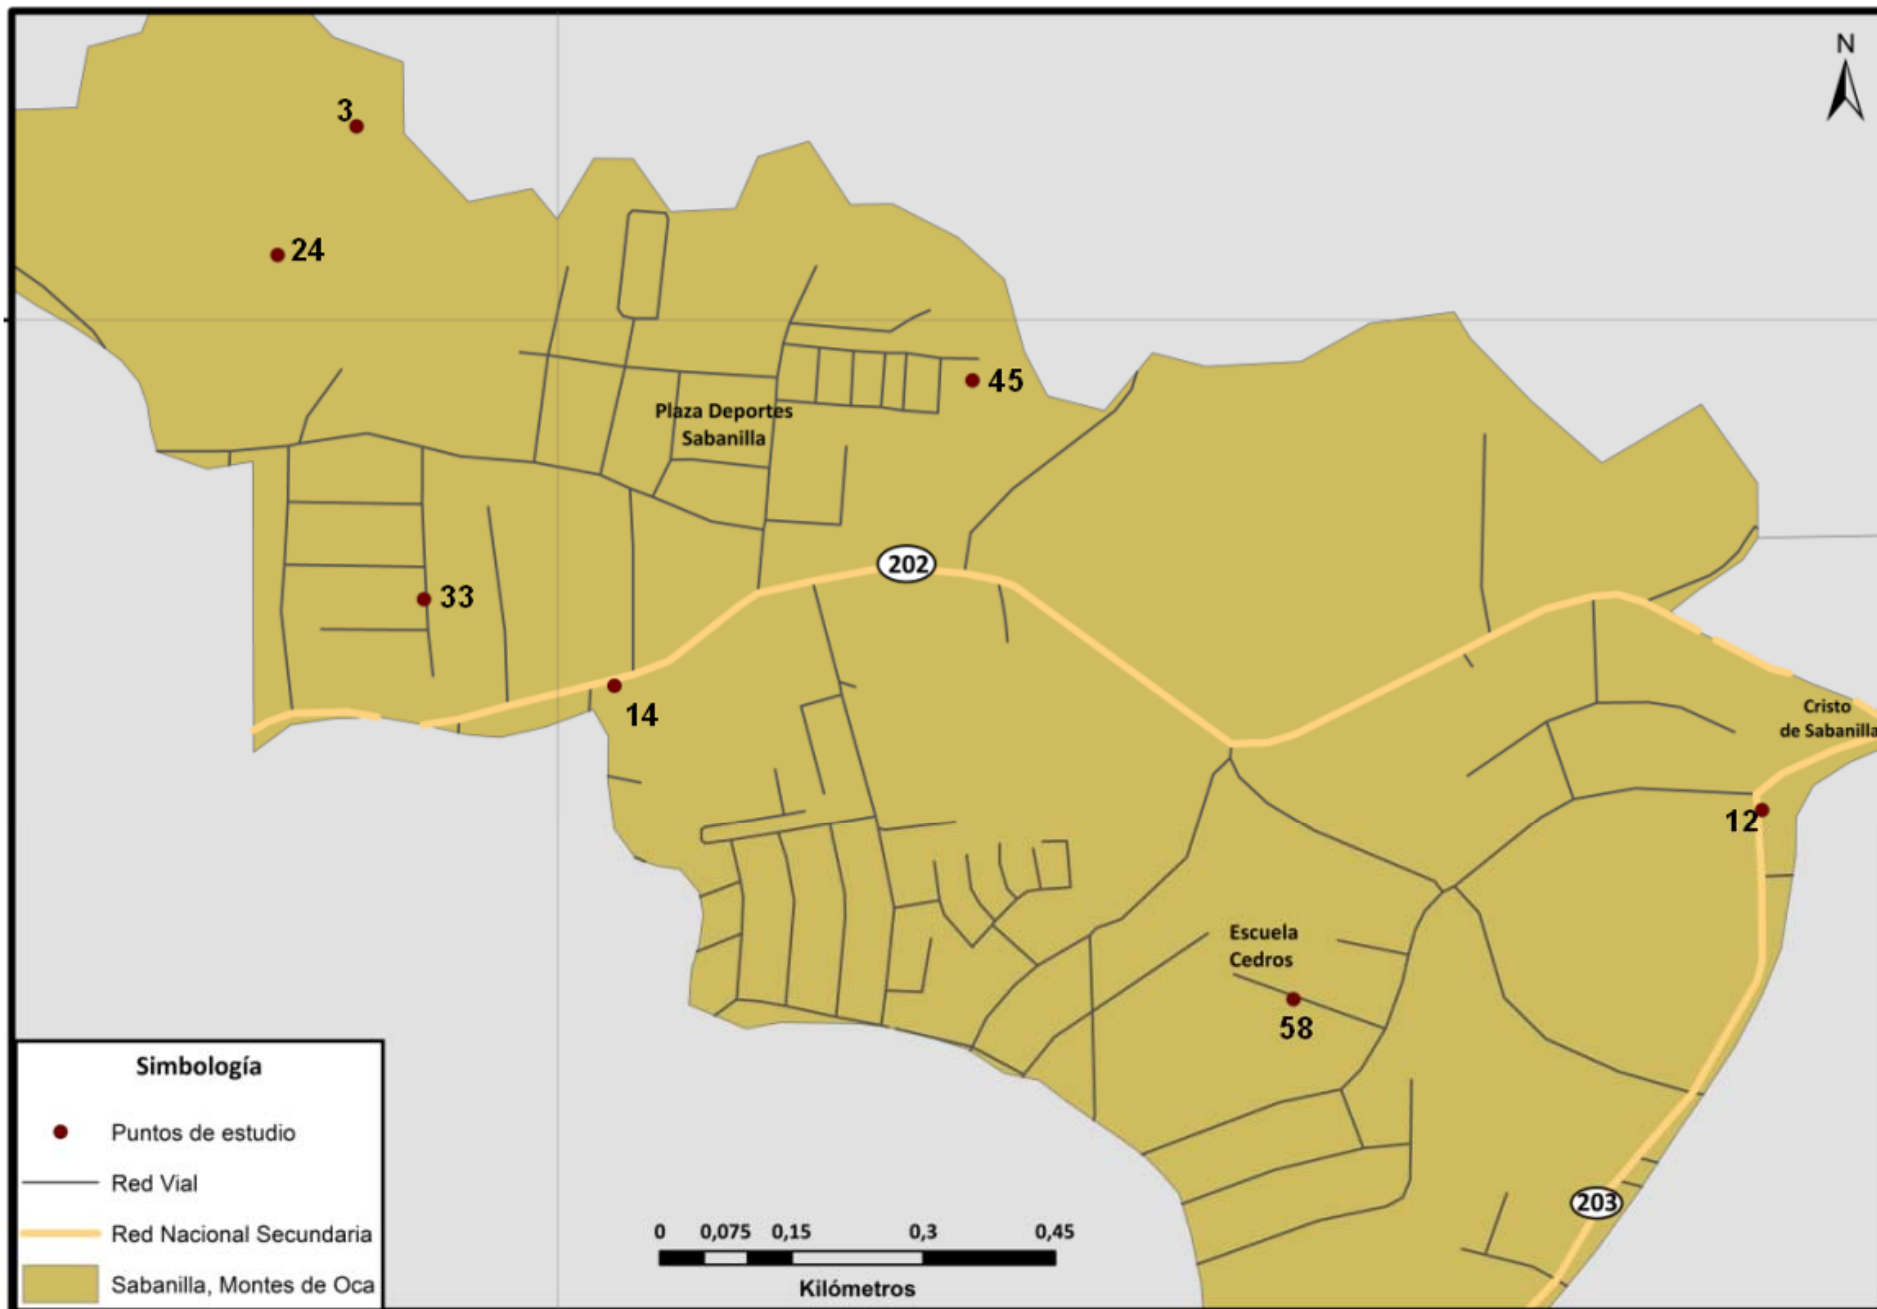 N
3
24
45
Plaza Deportes
Sabanilla
202
33
14
Cristo
de Sabanilla
12
Escuela
Cedros
58
203
Simbología
Puntos de estudio
Red Vial
Red Nacional Secundaria
Sabanilla, Montes de Oca
0 0,075 0,15 0,3 0,45
Kilómetros